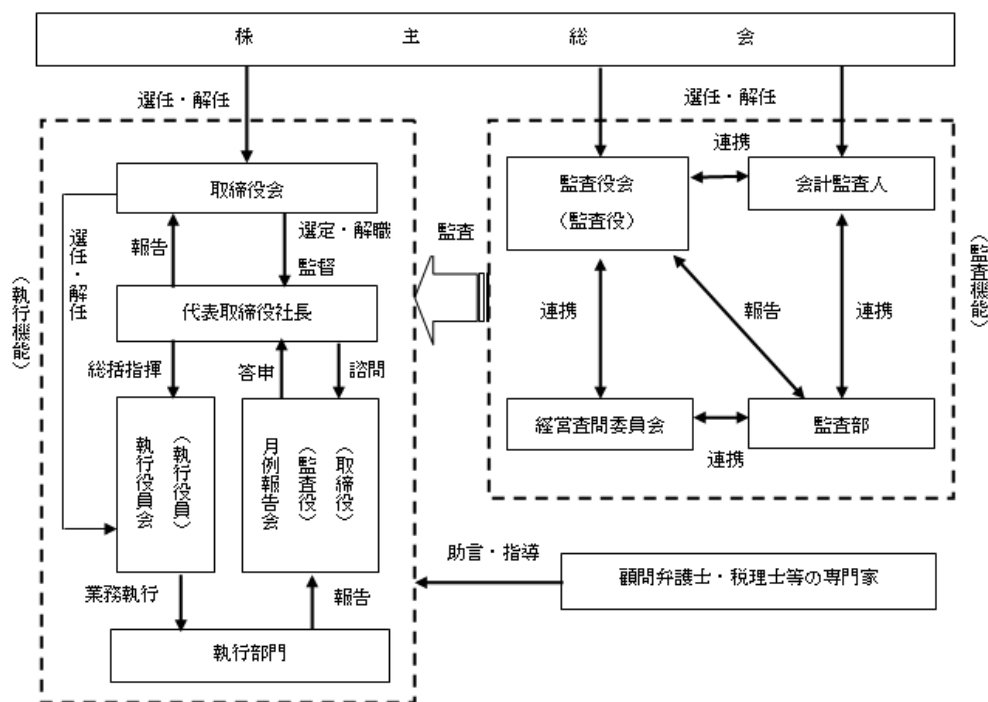 株主総会
選任・解任
選任・解任
連携
取締役会
監査役会
（監査役）
会計監査人
選任・解任
報告
選定・解職
監督
監査
（執行機能）
（監査機能）
代表取締役社長
連携
報告
連携
総括指揮
答申
諮問
執行役員会
（執行役員）
月例報告会
（監査役）
（取締役）
経営査問委員会
監査部
連携
助言・指導
顧問弁護士・税理士等の専門家
業務執行
報告
執行部門